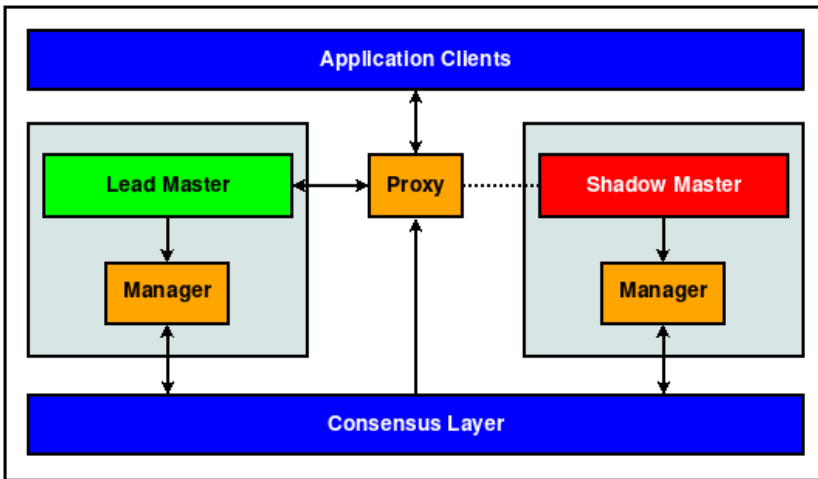 Application Clients
Lead Master
Proxy
Shadow Master
Manager
Manager
Consensus Layer